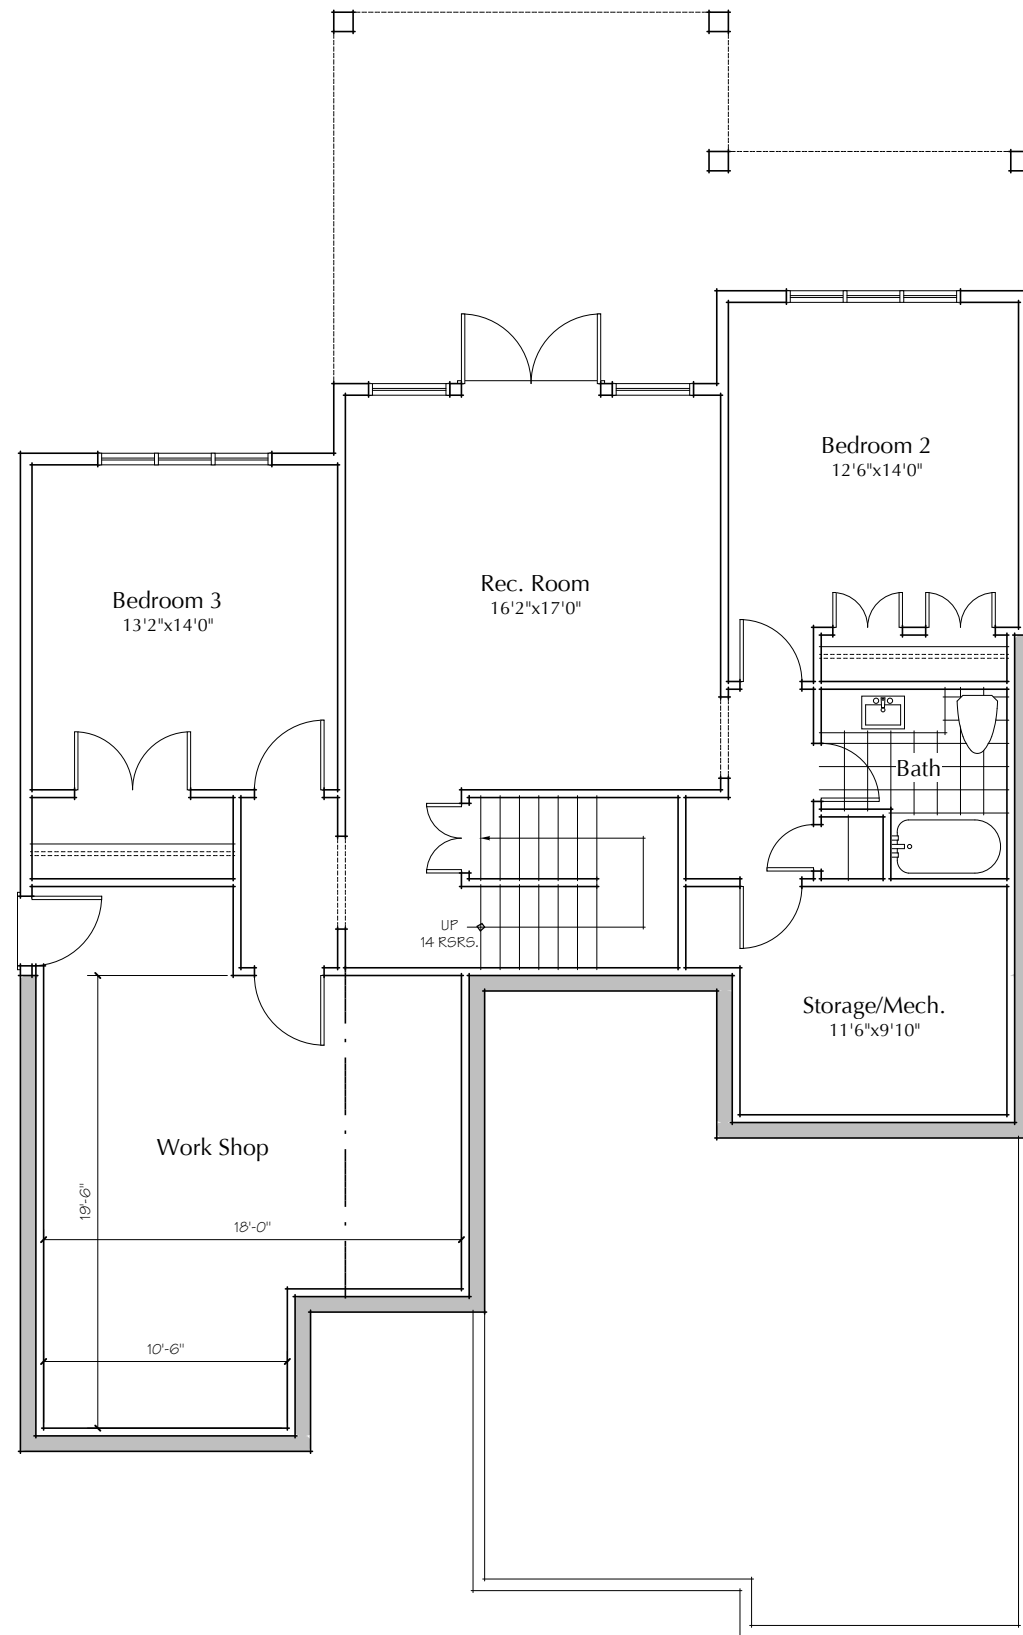 Bedroom 2
12'6"x14'0"
Rec. Room
16'2"x17'0"
Bedroom 3
13'2"x14'0"
Bath
UP
14 RSRS.
Storage/Mech.
11'6"x9'10"
Work Shop
19'-6"
18'-0"
10'-6"